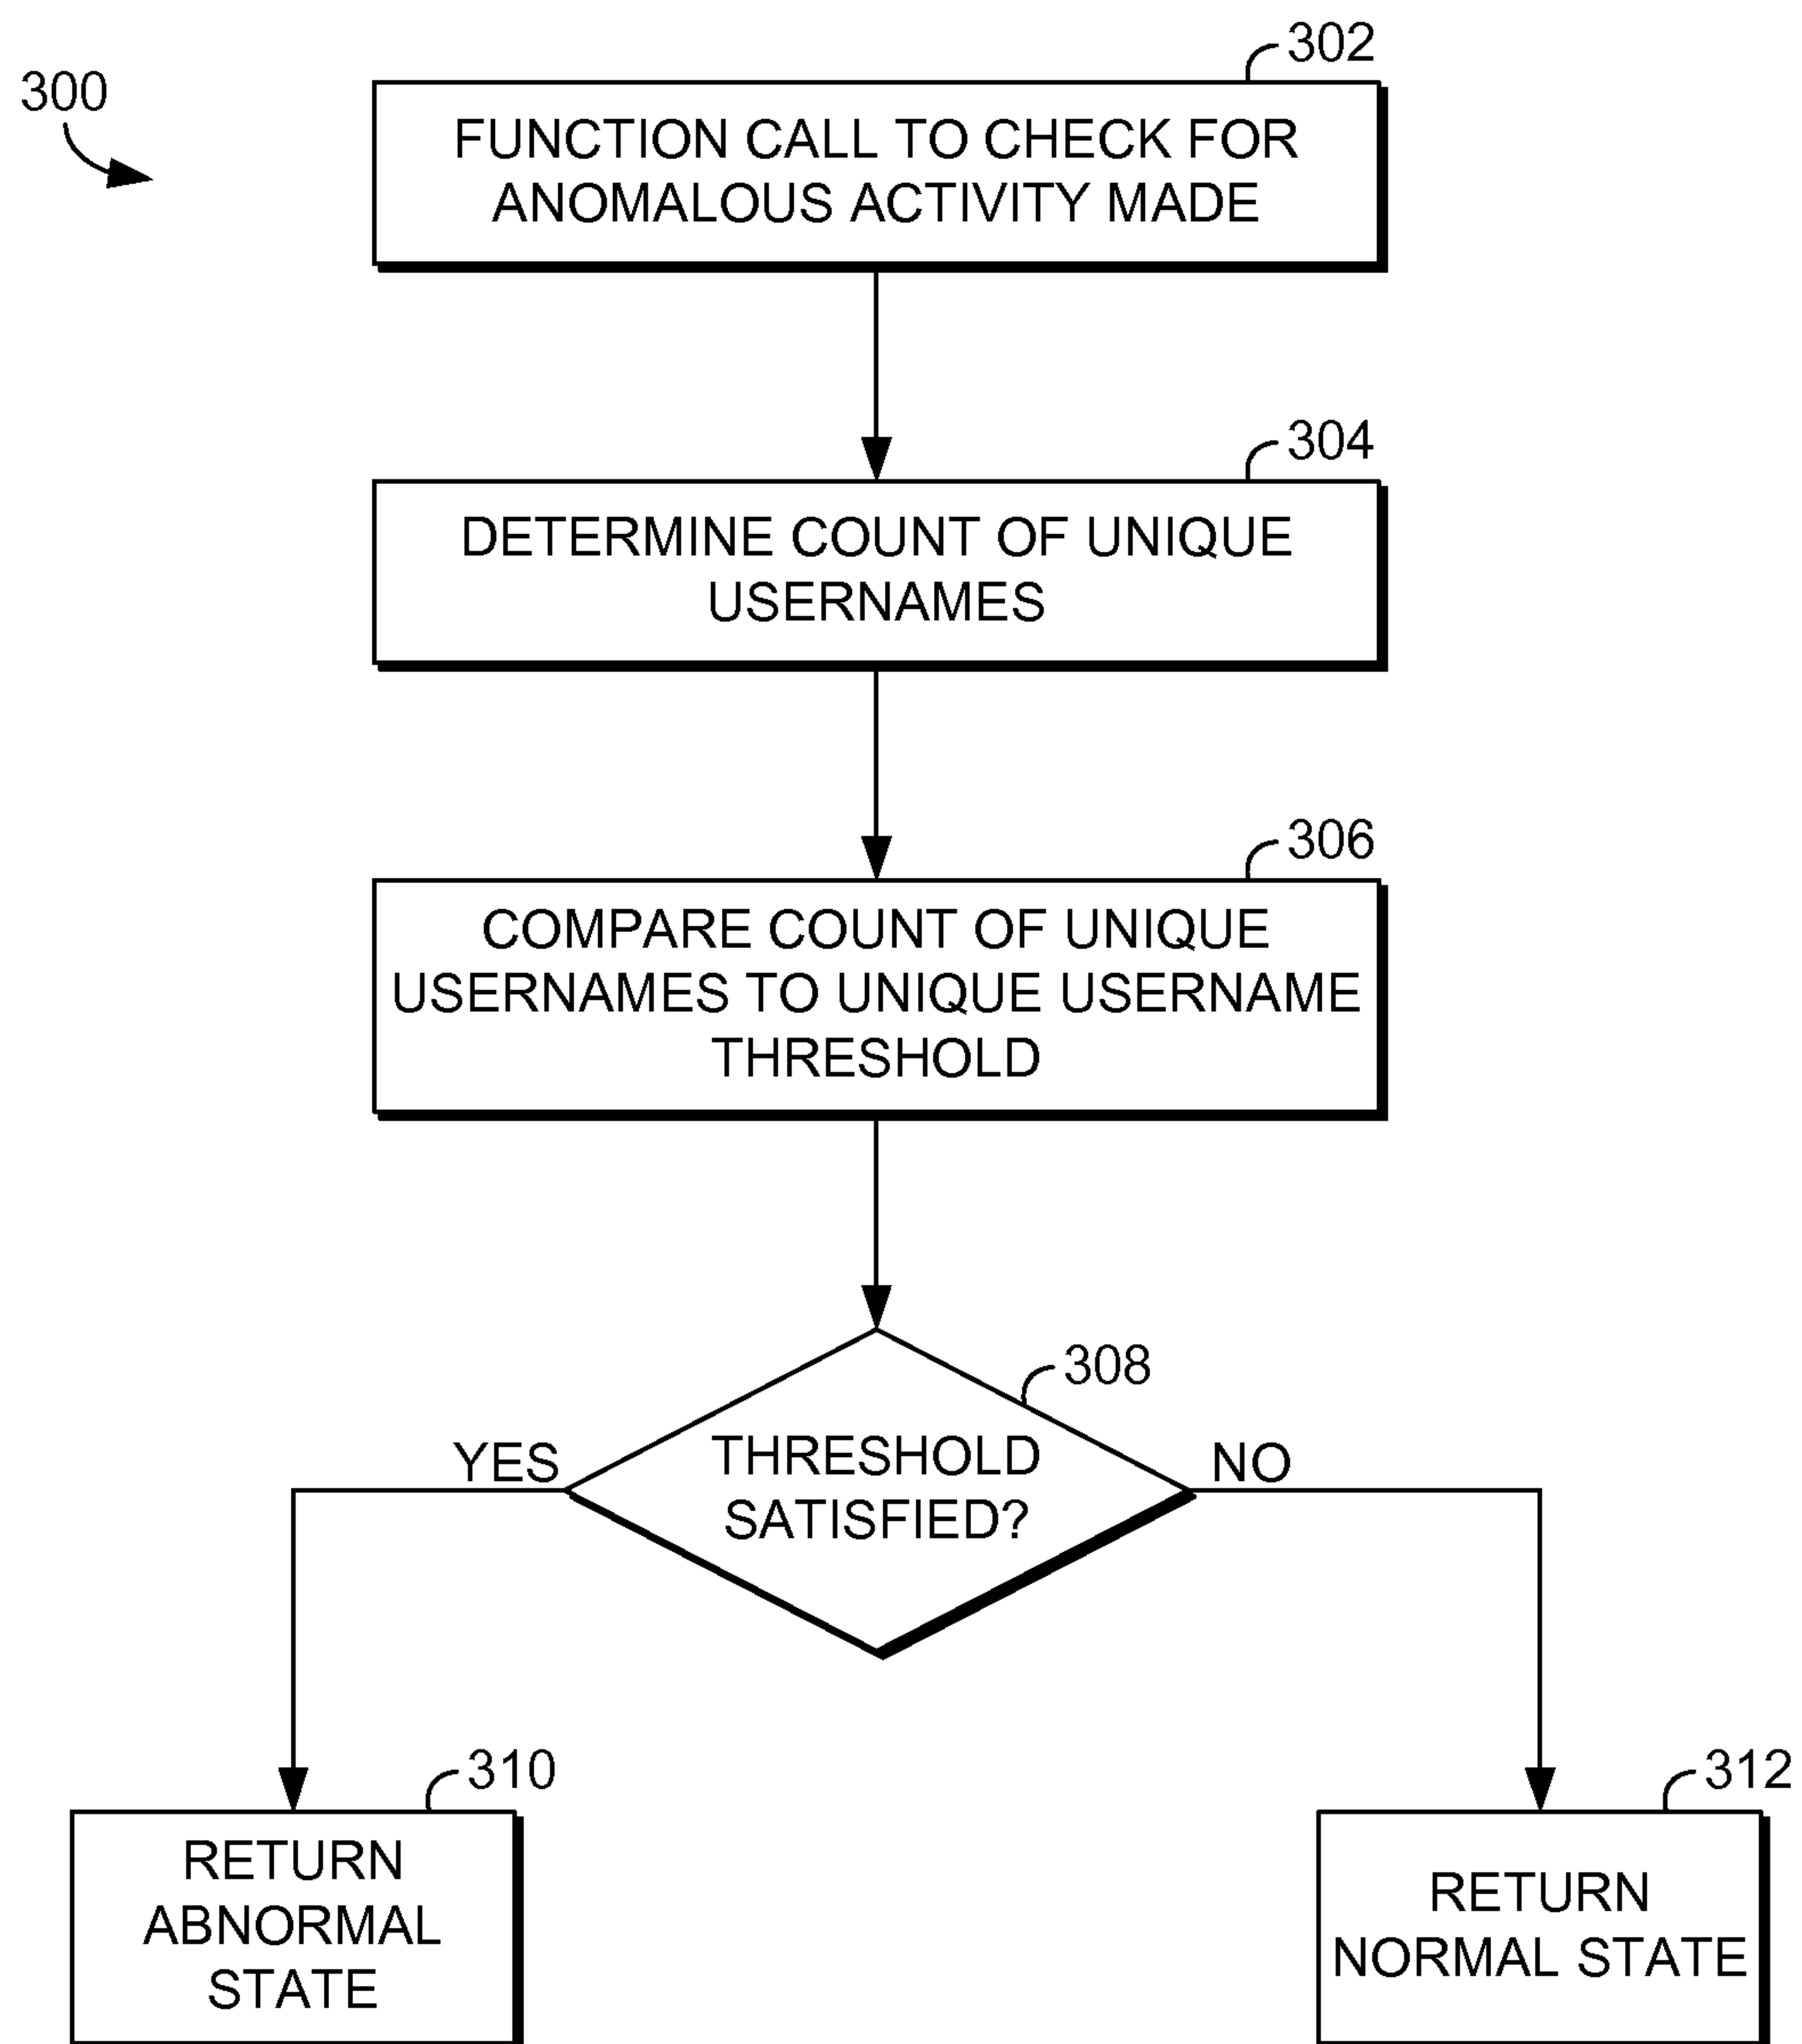 300
302
FUNCTION CALL TO CHECK FOR
ANOMALOUS ACTIVITY MADE
304
DETERMINE COUNT OF UNIQUE
USERNAMES
306
COMPARE COUNT OF UNIQUE
USERNAMES TO UNIQUE USERNAME
THRESHOLD
308
THRESHOLD
SATISFIED?
YES
NO
310
RETURN
ABNORMAL
STATE
312
RETURN
NORMAL STATE